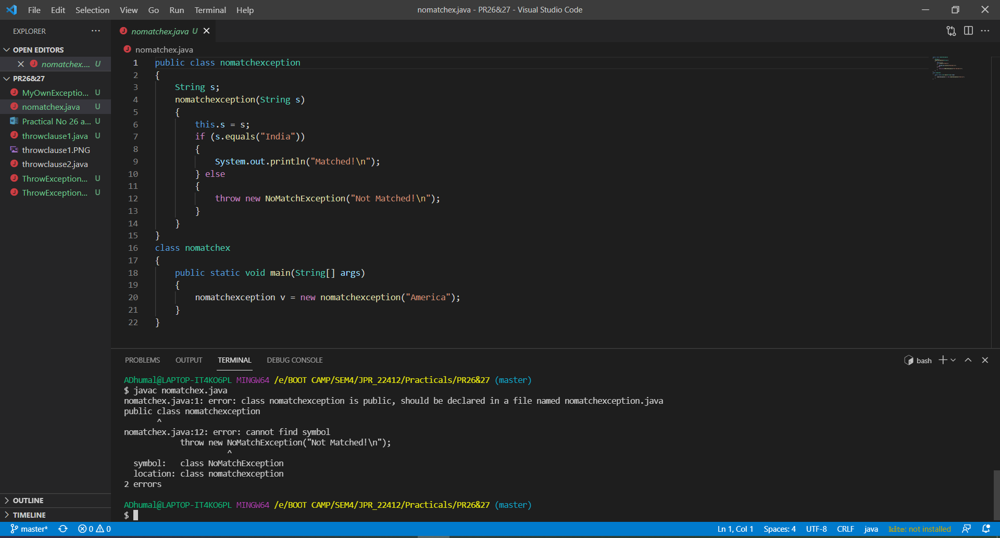 File Edit Selection View Go Run Terminal Help
nomatchex.java - PR26&27 - Visual Studio Code
EXPLORER
OPEN EDITORS
nomatchex.... U
PR26&27
MyOwnExceptio... U
nomatchex.java U
Practical No 26 a... U
throwclause1.java U
throwclause1.PNG
throwclause2.java
ThrowException... U
ThrowException... U
OUTLINE
TIMELINE
nomatchex.java U
nomatchex.java
1 public class nomatchexception
2 {
3 String s;
4 nomatchexception(String s)
5 {
6 this.s = s;
7 if (s.equals("India"))
8 {
9 System.out.println("Matched!\n");
10 } else
11 {
12 throw new NoMatchException("Not Matched!\n");
13 }
14 }
15 }
16 class nomatchex
17 {
18 public static void main(String[] args)
19 {
20 nomatchexception v = new nomatchexception("America");
21 }
22 }
PROBLEMS OUTPUT TERMINAL DEBUG CONSOLE
bash
ADhumal@LAPTOP-IT4KO6PL MINGW64 /e/BOOT CAMP/SEM4/JPR_22412/Practicals/PR26&27 (master)
$ javac nomatchex.java
nomatchex.java:1: error: class nomatchexception is public, should be declared in a file named nomatchexception.java
public class nomatchexception
^
nomatchex.java:12: error: cannot find symbol
throw new NoMatchException("Not Matched!\n");
^
symbol: class NoMatchException
location: class nomatchexception
2 errors
ADhumal@LAPTOP-IT4KO6PL MINGW64 /e/BOOT CAMP/SEM4/JPR_22412/Practicals/PR26&27 (master)
$
master* 0 0
Ln 1, Col 1 Spaces: 4 UTF-8 CRLF java kite: not installed